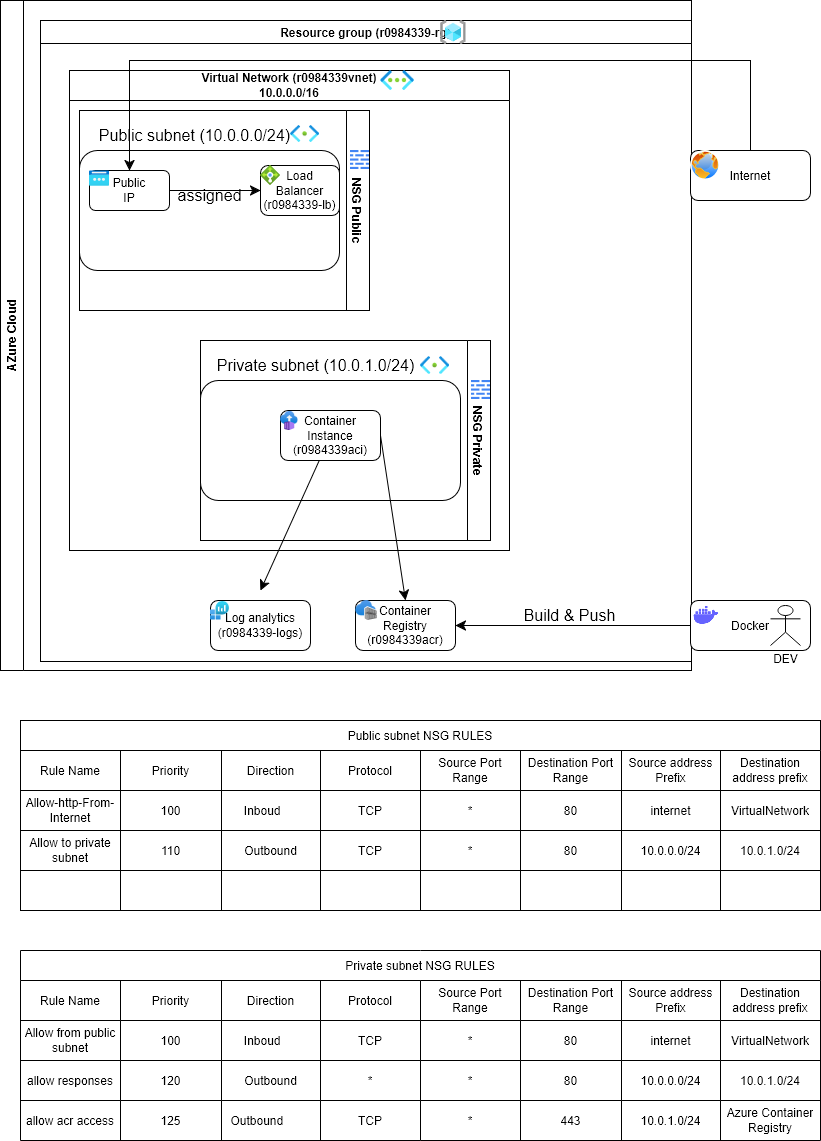 Resource group (r0984339-rg
Virtual Network (r0984339vnet)
10.0.0.0/16
Public subnet (10.0.0.0/24)
Public
IP
assigned
Load
Balancer
(r0984339-lb)
NSG Public
Internet
AZure Cloud
Private subnet (10.0.1.0/24)
Container
Instance
(r0984339aci)
NSG Private
Log analytics
(r0984339-logs)
Container
Registry
(r0984339acr)
Build & Push
Docker
DEV
Public subnet NSG RULES
Rule Name Priority Direction Protocol Source Port Range Destination Port Range Source address Prefix Destination address prefix
Allow-http-From-Internet 100 Inboud TCP * 80 internet VirtualNetwork
Allow to private subnet 110 Outbound TCP * 80 10.0.0.0/24 10.0.1.0/24
Private subnet NSG RULES
Rule Name Priority Direction Protocol Source Port Range Destination Port Range Source address Prefix Destination address prefix
Allow from public subnet 100 Inboud TCP * 80 internet VirtualNetwork
allow responses 120 Outbound * * 80 10.0.0.0/24 10.0.1.0/24
allow acr access 125 Outbound TCP * 443 10.0.1.0/24 Azure Container Registry